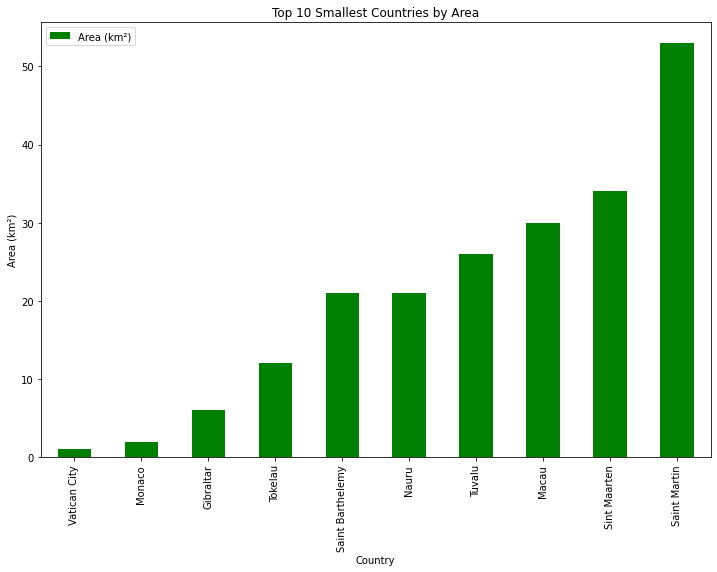 Top 10 Smallest Countries by Area
Area (km²)
50
40
30
20
10
0
Area (km²)
Vatican City
Monaco
Gibraltar
Tokelau
Saint Barthelemy
Nauru
Tuvalu
Macau
Sint Maarten
Saint Martin
Country